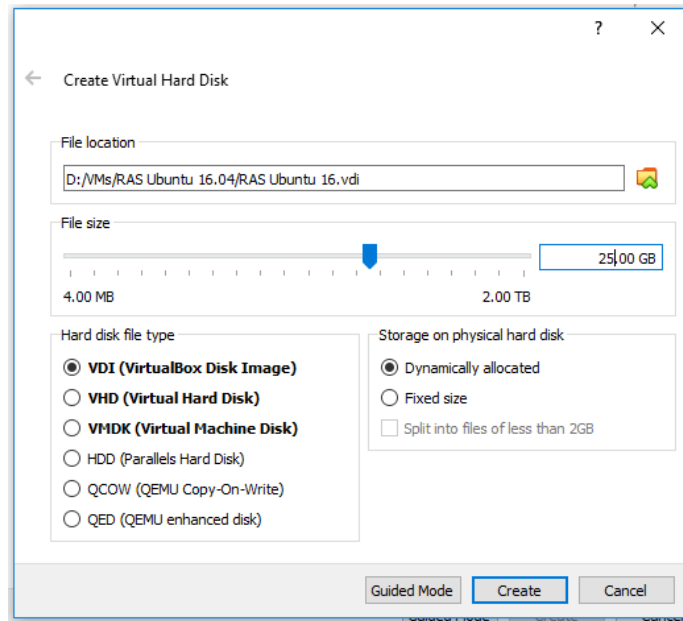 ?
Create Virtual Hard Disk
File location
D:/VMs/RAS Ubuntu 16.04/RAS Ubuntu 16.vdi
File size
25.00 GB
4.00 MB 2.00 TB
Hard disk file type
VDI (VirtualBox Disk Image)
VHD (Virtual Hard Disk)
VMDK (Virtual Machine Disk)
HDD (Parallels Hard Disk)
QCOW (QEMU Copy-On-Write)
QED (QEMU enhanced disk)
Storage on physical hard disk
Dynamically allocated
Fixed size
Split into files of less than 2GB
Guided Mode Create Cancel